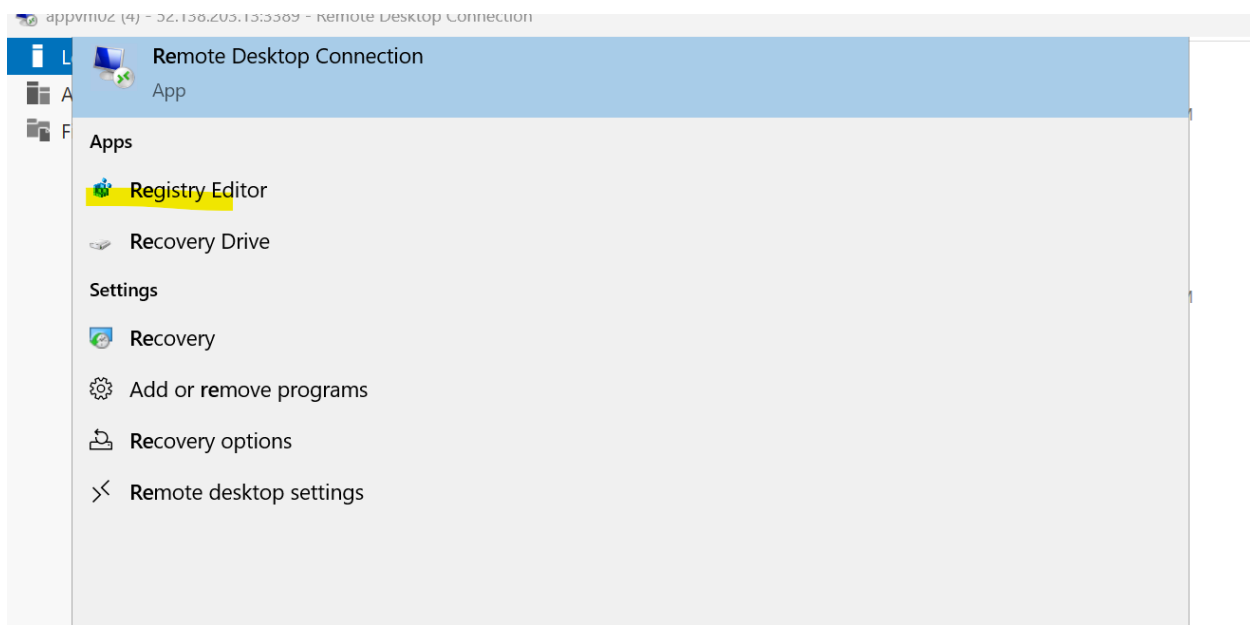 appvm02 (4) - 52.138.203.13:3389 - Remote Desktop Connection
Remote Desktop Connection
App
Apps
Registry Editor
Recovery Drive
Settings
Recovery
Add or remove programs
Recovery options
Remote desktop settings